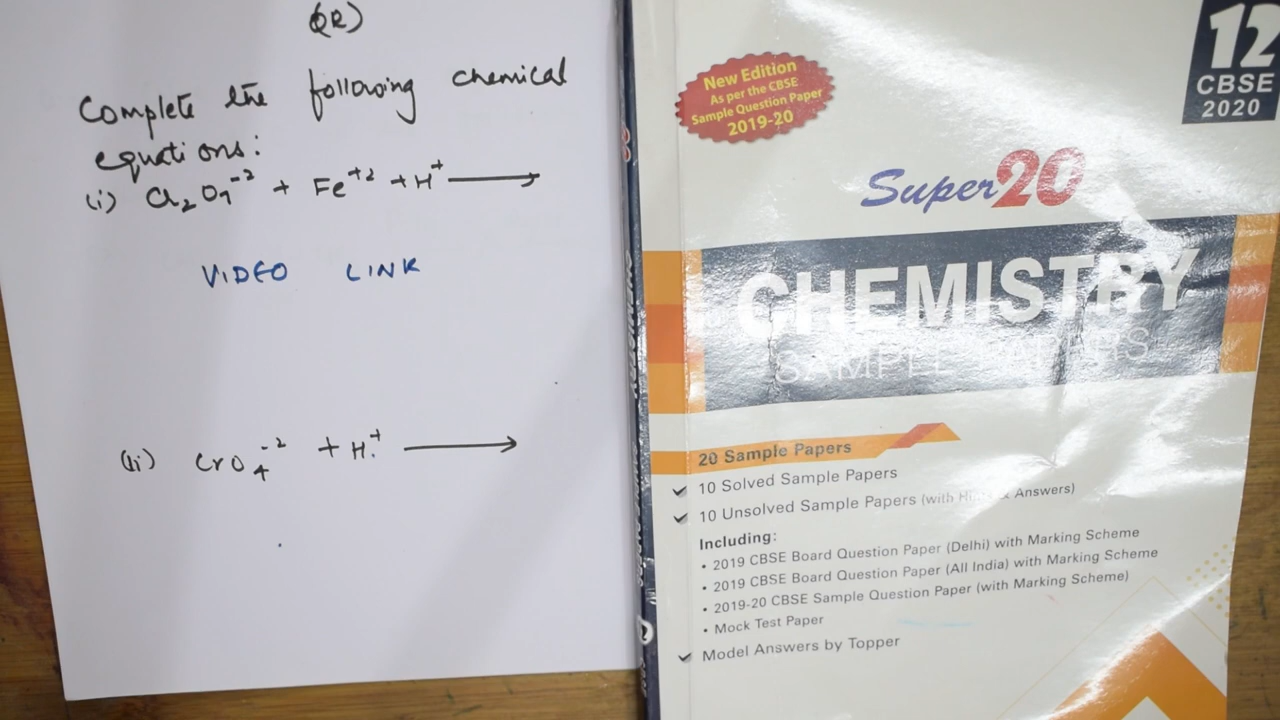 (OR)
Complete the following chemical
equations:
(i) Cr₂O₇⁻² + Fe⁺² + H⁺ ⟶
VIDEO LINK
(ii) CrO₄⁻² + H⁺ ⟶
12
CBSE
2020
New Edition
As per the CBSE
Sample Question Paper
2019-20
Super20
CHEMISTRY
SAMPLE PAPERS
20 Sample Papers
✓ 10 Solved Sample Papers
✓ 10 Unsolved Sample Papers (with Hints & Answers)
Including:
• 2019 CBSE Board Question Paper (Delhi) with Marking Scheme
• 2019 CBSE Board Question Paper (All India) with Marking Scheme
• 2019-20 CBSE Sample Question Paper (with Marking Scheme)
• Mock Test Paper
✓ Model Answers by Topper